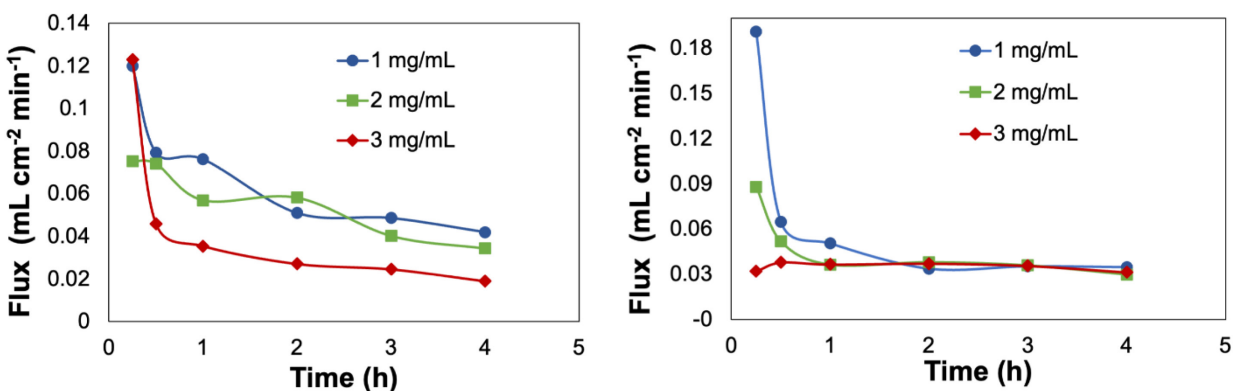 0.14
0.12
0.1
0.08
0.06
0.04
0.02
0
Flux (mL cm-2 min-1)
1 mg/mL
2 mg/mL
3 mg/mL
0 1 2 3 4 5
Time (h)
0.18
0.15
0.12
0.09
0.06
0.03
-0
Flux (mL cm-2 min-1)
1 mg/mL
2 mg/mL
3 mg/mL
0 1 2 3 4 5
Time (h)